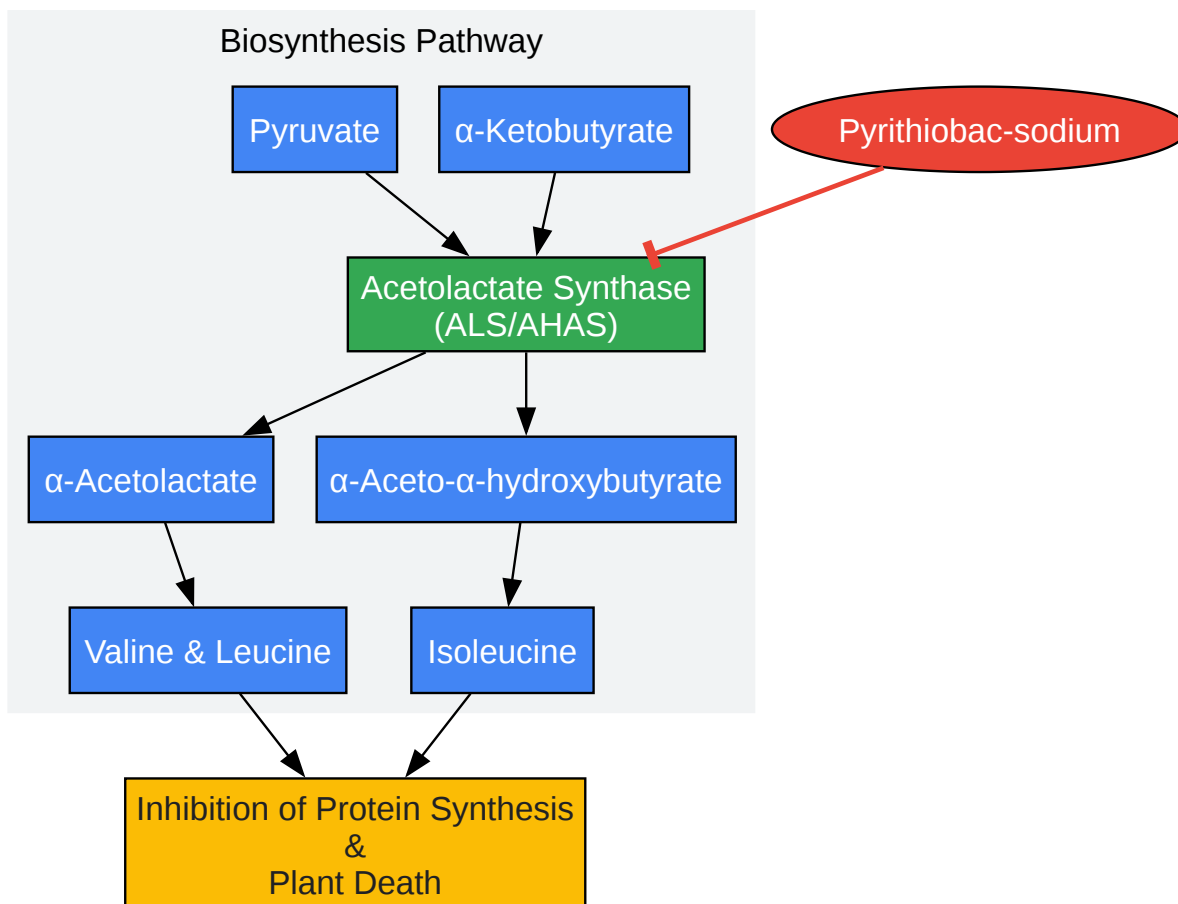 Biosynthesis Pathway
Pyruvate
α-Ketobutyrate
Pyrithiobac-sodium
Acetolactate Synthase
(ALS/AHAS)
α-Acetolactate
α-Aceto-α-hydroxybutyrate
Valine & Leucine
Isoleucine
Inhibition of Protein Synthesis
&
Plant Death